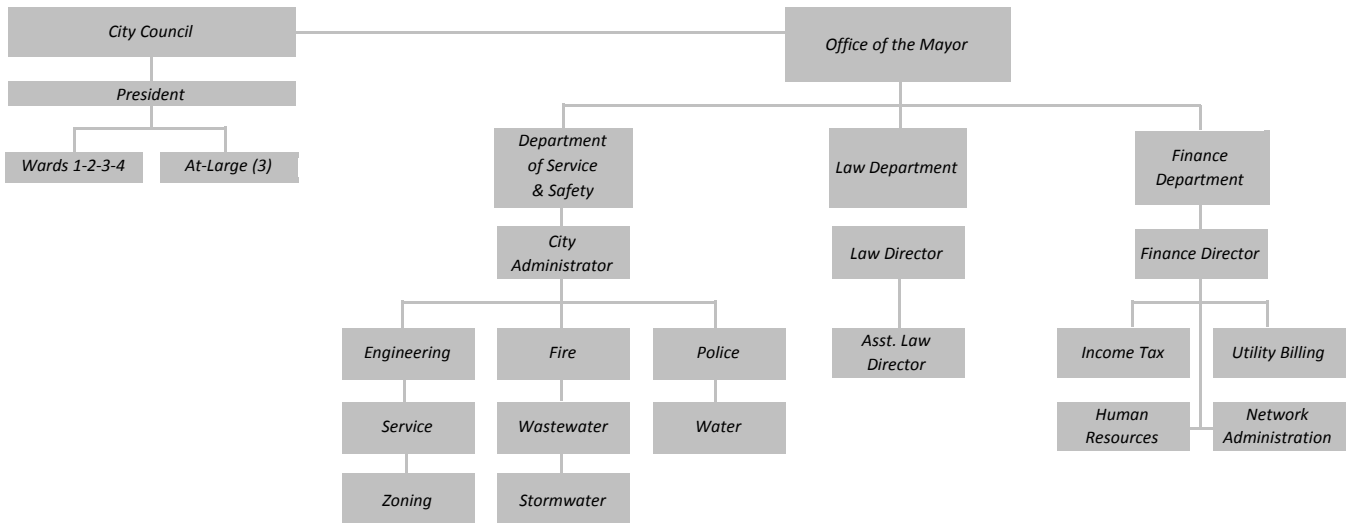 City Council
Office of the Mayor
President
Wards 1-2-3-4
At-Large (3)
Department
of Service
& Safety
Law Department
Finance
Department
City
Administrator
Law Director
Finance Director
Engineering
Fire
Police
Asst. Law
Director
Income Tax
Utility Billing
Service
Wastewater
Water
Human
Resources
Network
Administration
Zoning
Stormwater